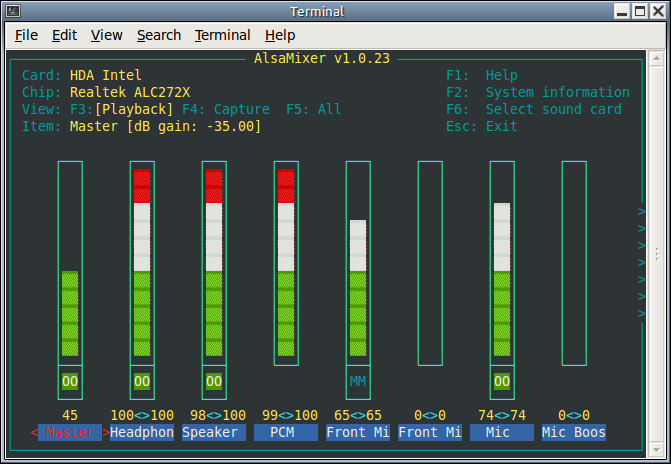 Terminal
File Edit View Search Terminal Help
AlsaMixer v1.0.23
Card: HDA Intel F1: Help
Chip: Realtek ALC272X F2: System information
View: F3:[Playback] F4: Capture F5: All F6: Select sound card
Item: Master [dB gain: -35.00] Esc: Exit
>
>
>
>
>
>
OO OO OO MM OO
45 100<>100 98<>100 99<>100 65<>65 0<>0 74<>74 0<>0
< Master >Headphon Speaker PCM Front Mi Front Mi Mic Mic Boos